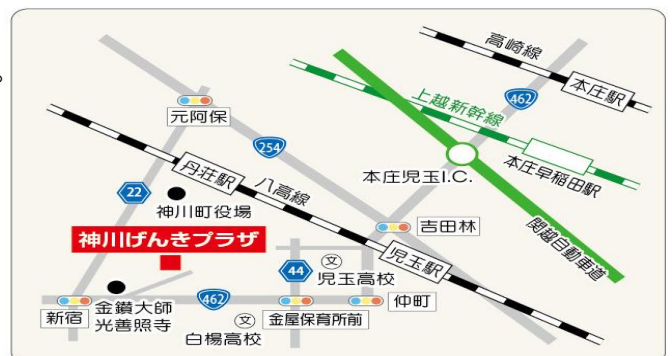 高崎線
本庄駅
462
上越新幹線
元阿保
254
本庄児玉I.C.
本庄早稲田駅
丹荘駅
八高線
22
神川町役場
吉田林
関越自動車道
神川げんきプラザ
児玉駅
文
児玉高校
44
462
仲町
新宿
金鑚大師
光善照寺
文
白楊高校
金屋保育所前